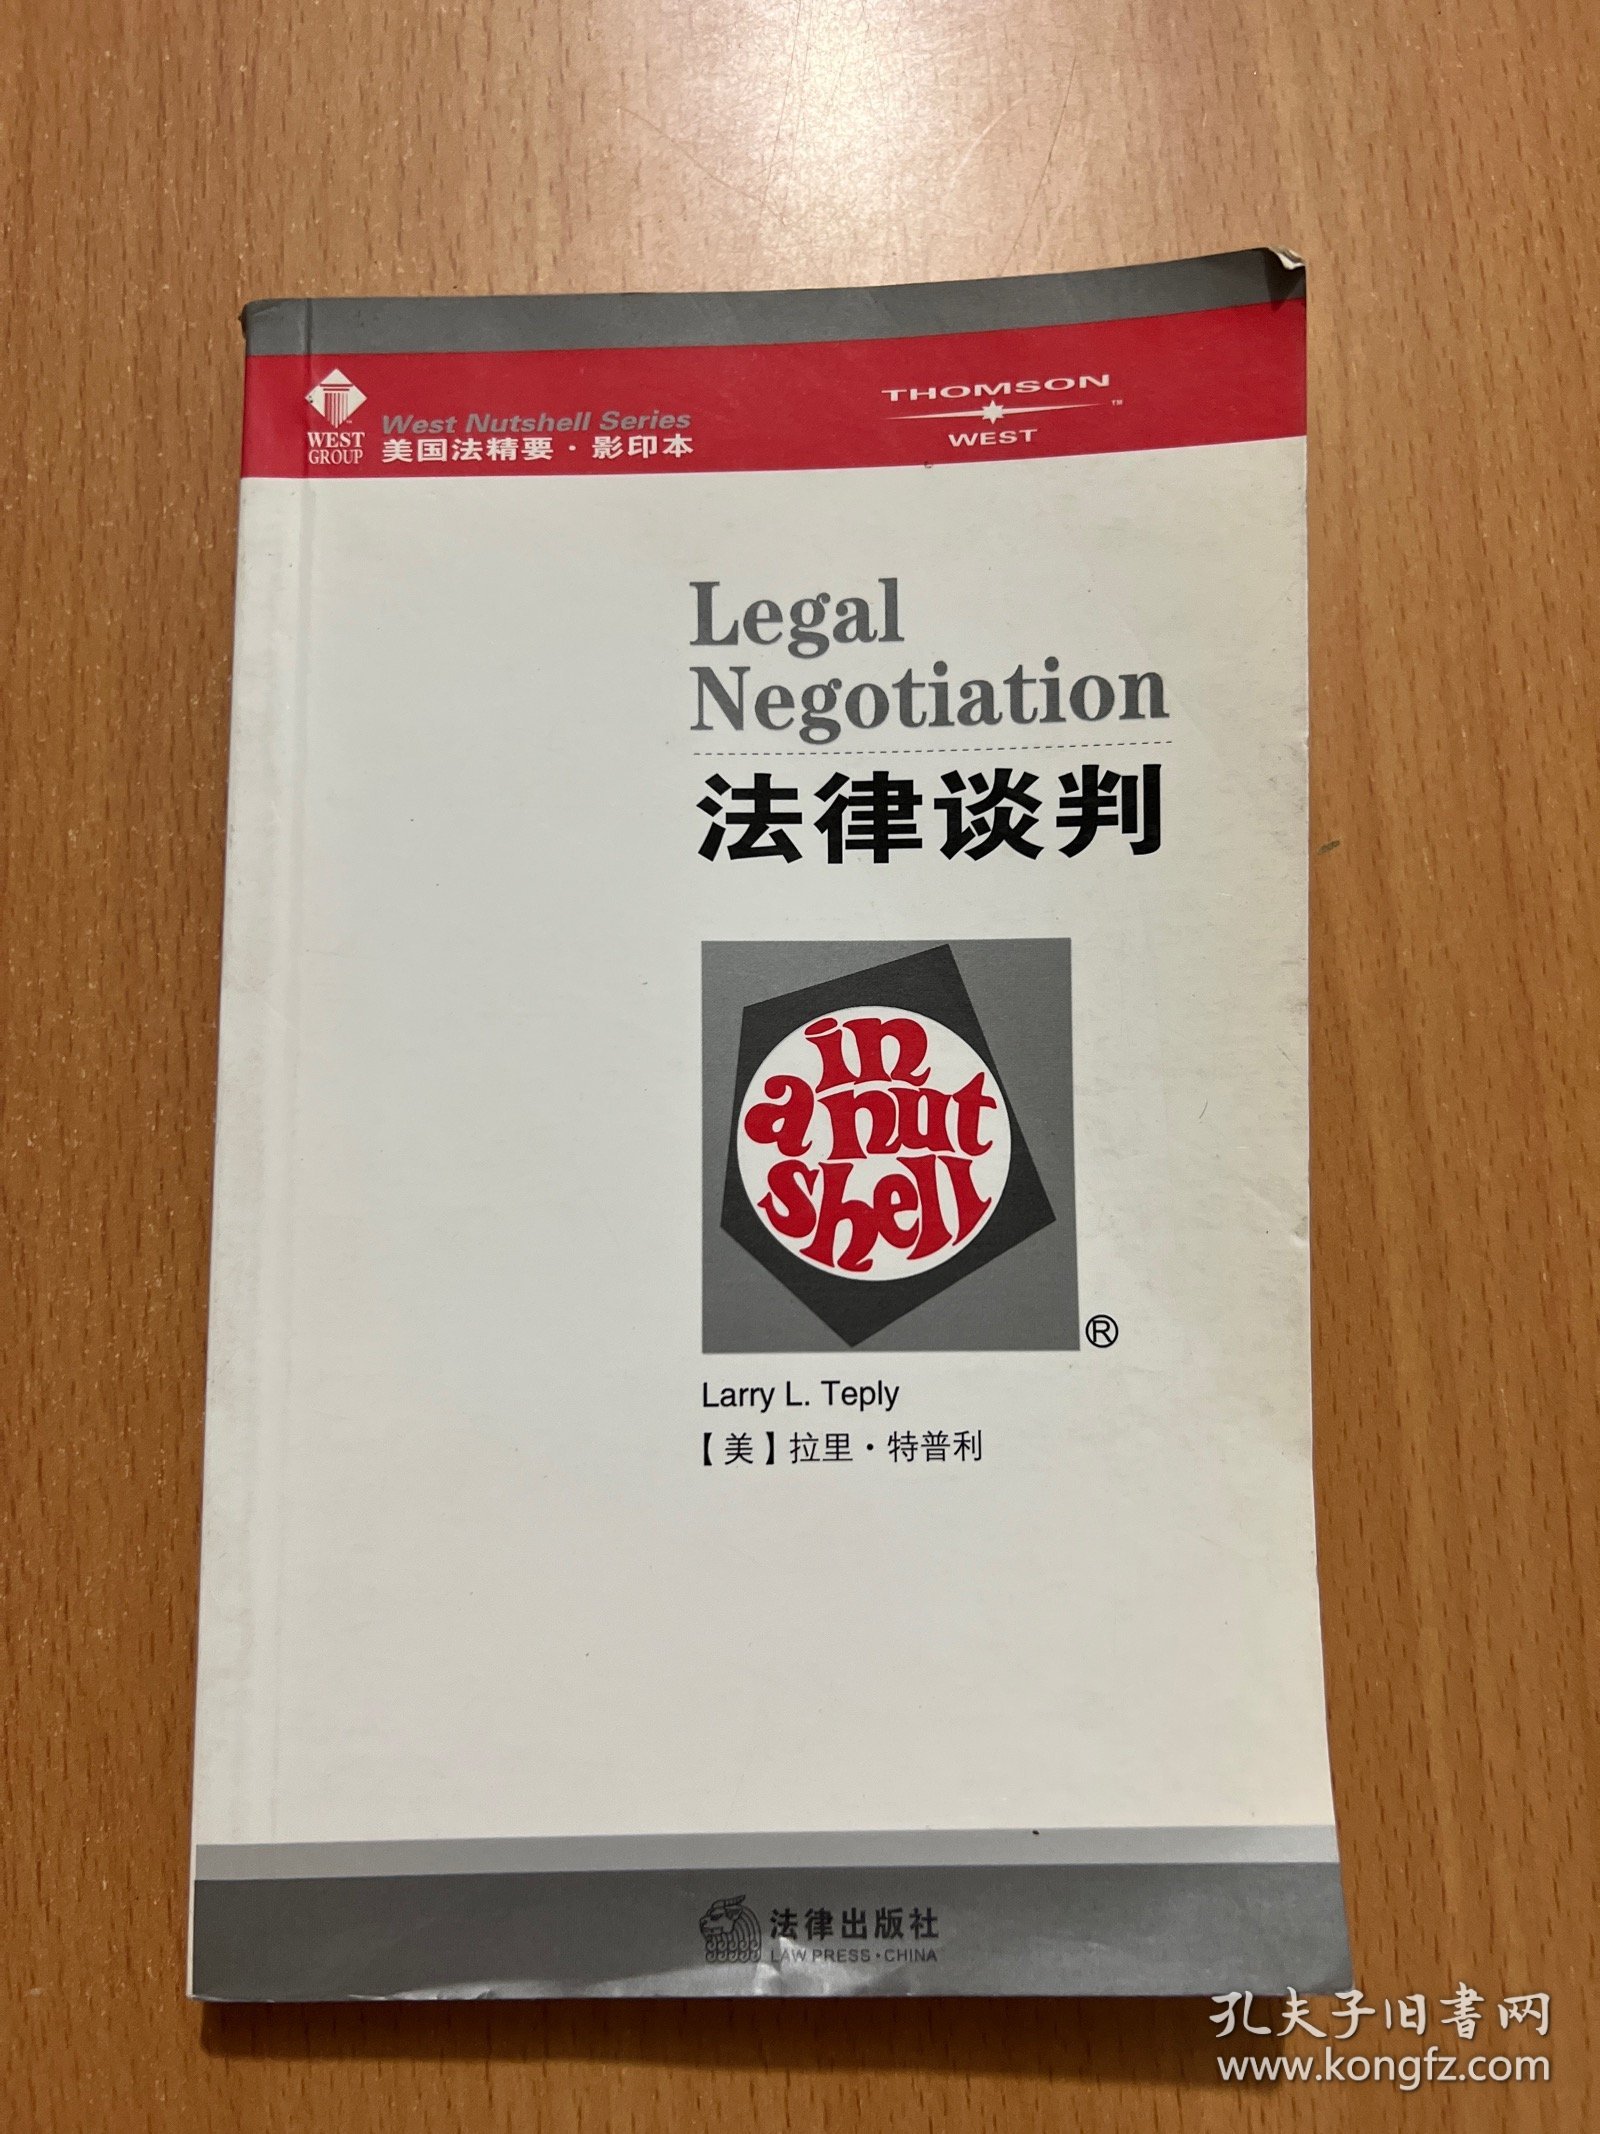 WEST
GROUP
West Nutshell Series
美国法精要·影印本
THOMSON
™
WEST
Legal
Negotiation
法律谈判
in
a nut
shell
®
Larry L. Teply
【美】拉里·特普利
法律出版社
LAW PRESS·CHINA
孔夫子旧书网
www.kongfz.com